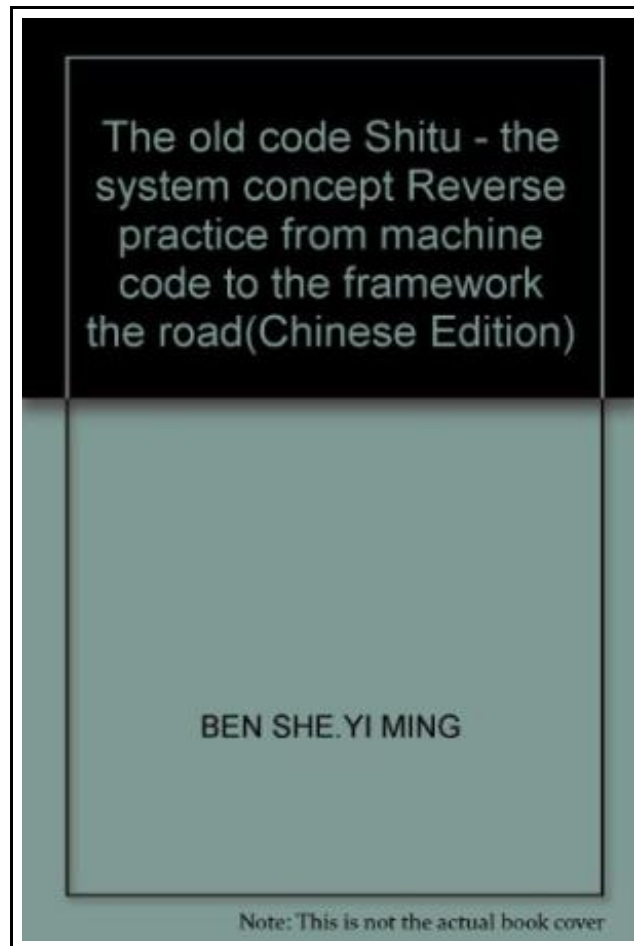 The old code Shitu - the
system concept Reverse
practice from machine
code to the framework
the road(Chinese Edition)
BEN SHE.YI MING
Note: This is not the actual book cover